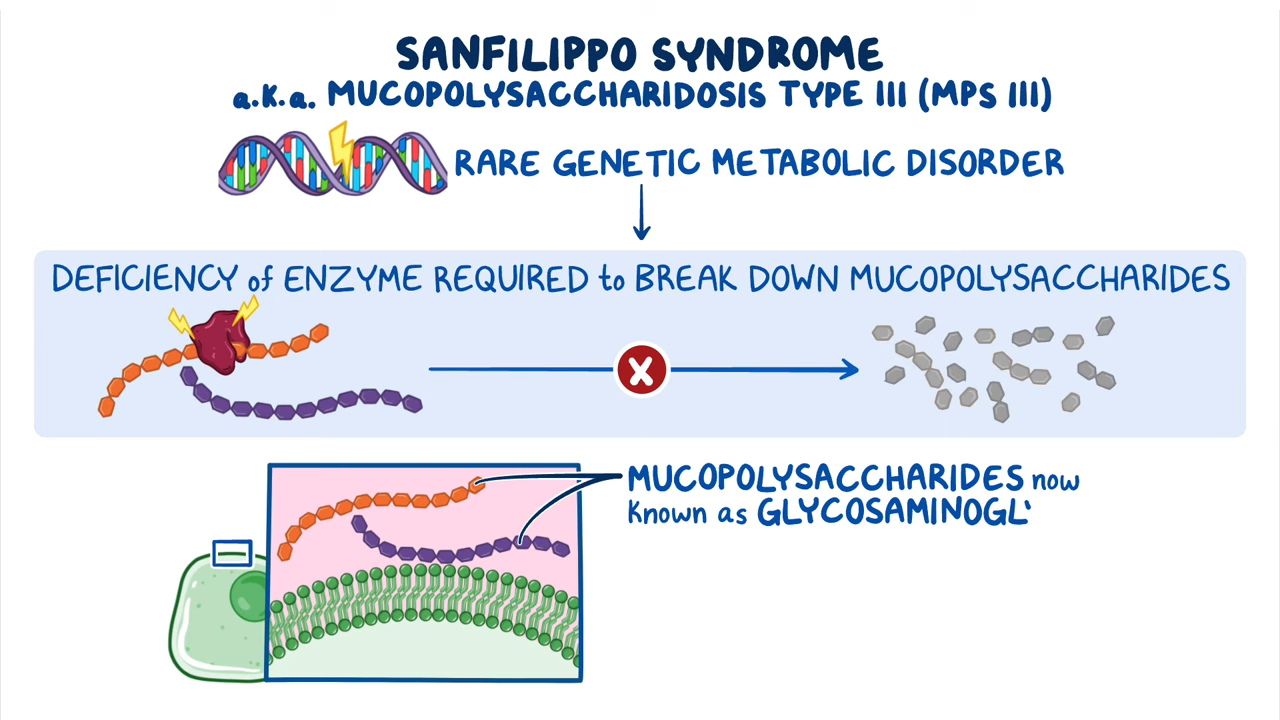 SANFILIPPO SYNDROME
a.k.a. MUCOPOLYSACCHARIDOSIS TYPE III (MPS III)
RARE GENETIC METABOLIC DISORDER
DEFICIENCY of ENZYME REQUIRED to BREAK DOWN MUCOPOLYSACCHARIDES
X
MUCOPOLYSACCHARIDES now
known as GLYCOSAMINOGL